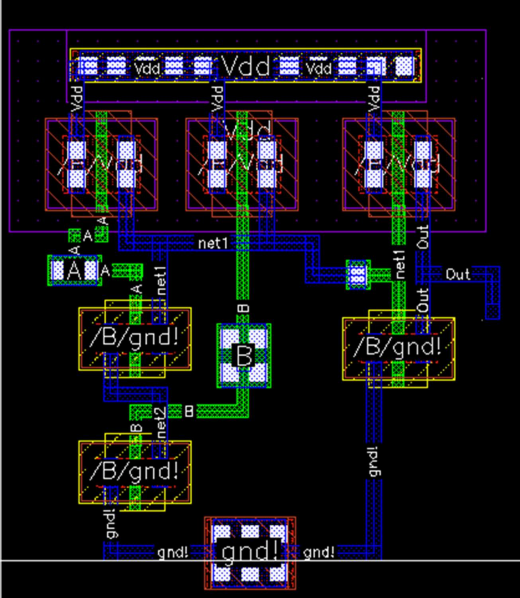 Vdd Vdd Vdd
Vdd Vdd Vdd
Vdd
/P/Vdd /P/Vdd
A
A A
net1 Out
net1
A A
Out
net1
A
net1
Out
B
/B/gnd!
/B/gnd!
B
B
B
net2
/B/gnd!
gnd!
gnd!
gnd! gnd! gnd!